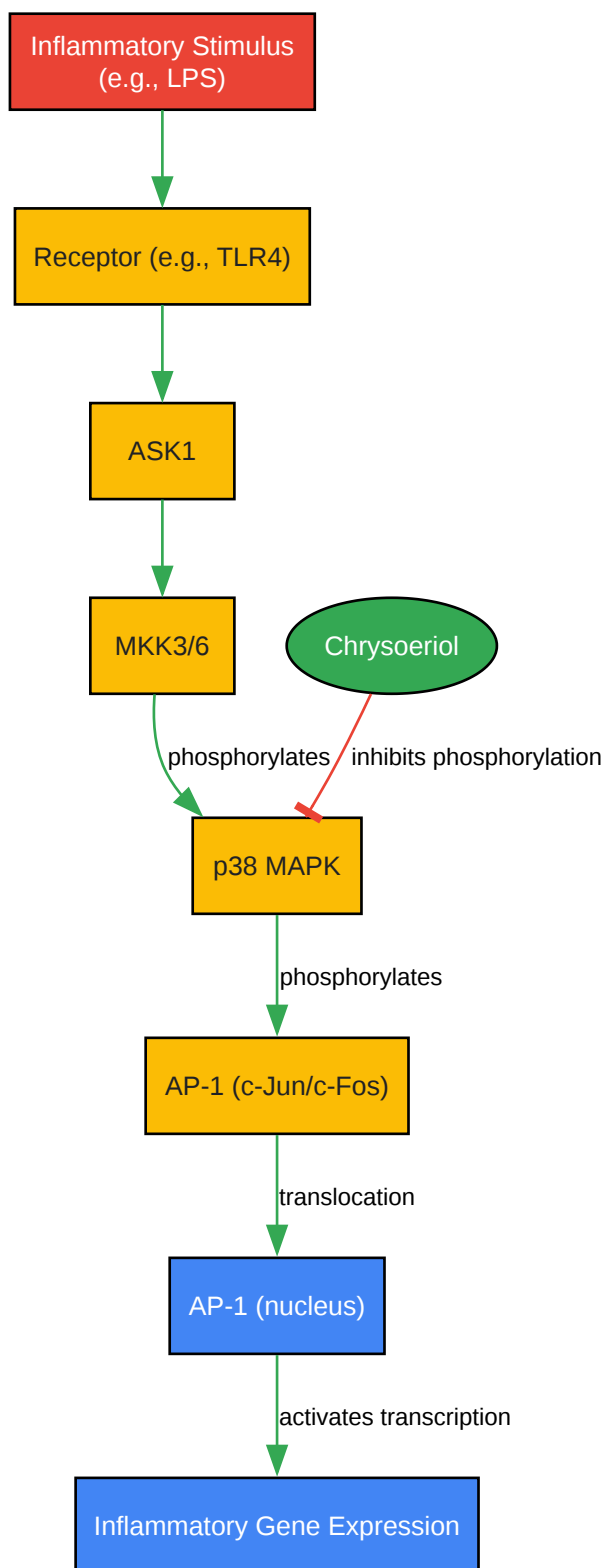 Inflammatory Stimulus
(e.g., LPS)
Receptor (e.g., TLR4)
ASK1
MKK3/6
Chrysoeriol
phosphorylates
inhibits phosphorylation
p38 MAPK
phosphorylates
AP-1 (c-Jun/c-Fos)
translocation
AP-1 (nucleus)
activates transcription
Inflammatory Gene Expression